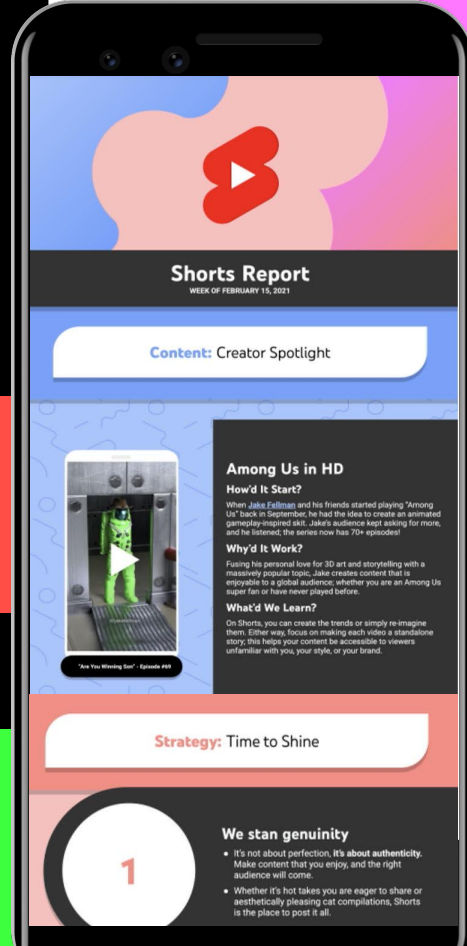 Shorts Report
WEEK OF FEBRUARY 15, 2021
Content: Creator Spotlight
Among Us in HD
How'd It Start?
When Jake Fellman and his friends started playing "Among
Us" back in September, he had the idea to create an animated
gameplay-inspired skit. Jake's audience kept asking for more,
and he listened; the series now has 70+ episodes!
Why'd It Work?
Fusing his personal love for 3D art and storytelling with a
massively popular topic, Jake creates content that is
enjoyable to a global audience; whether you are an Among Us
super fan or have never played before.
What'd We Learn?
On Shorts, you can create the trends or simply re-imagine
them. Either way, focus on making each video a standalone
story; this helps your content be accessible to viewers
unfamiliar with you, your style, or your brand.
"Are You Winning Son" - Episode #69
Strategy: Time to Shine
1
We stan genuinity
● It's not about perfection, it's about authenticity.
Make content that you enjoy, and the right
audience will come.
● Whether it's hot takes you are eager to share or
aesthetically pleasing cat compilations, Shorts
is the place to post it all.